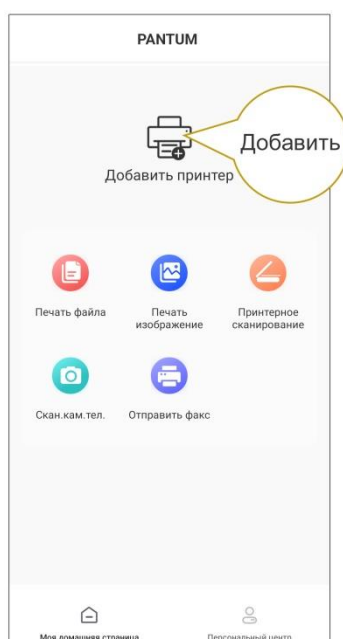 PANTUM
Добавить
Добавить принтер
Печать файла
Печать
изображение
Принтерное
сканирование
Скан.кам.тел.
Отправить факс
Моя домашняя страница
Персональный центр